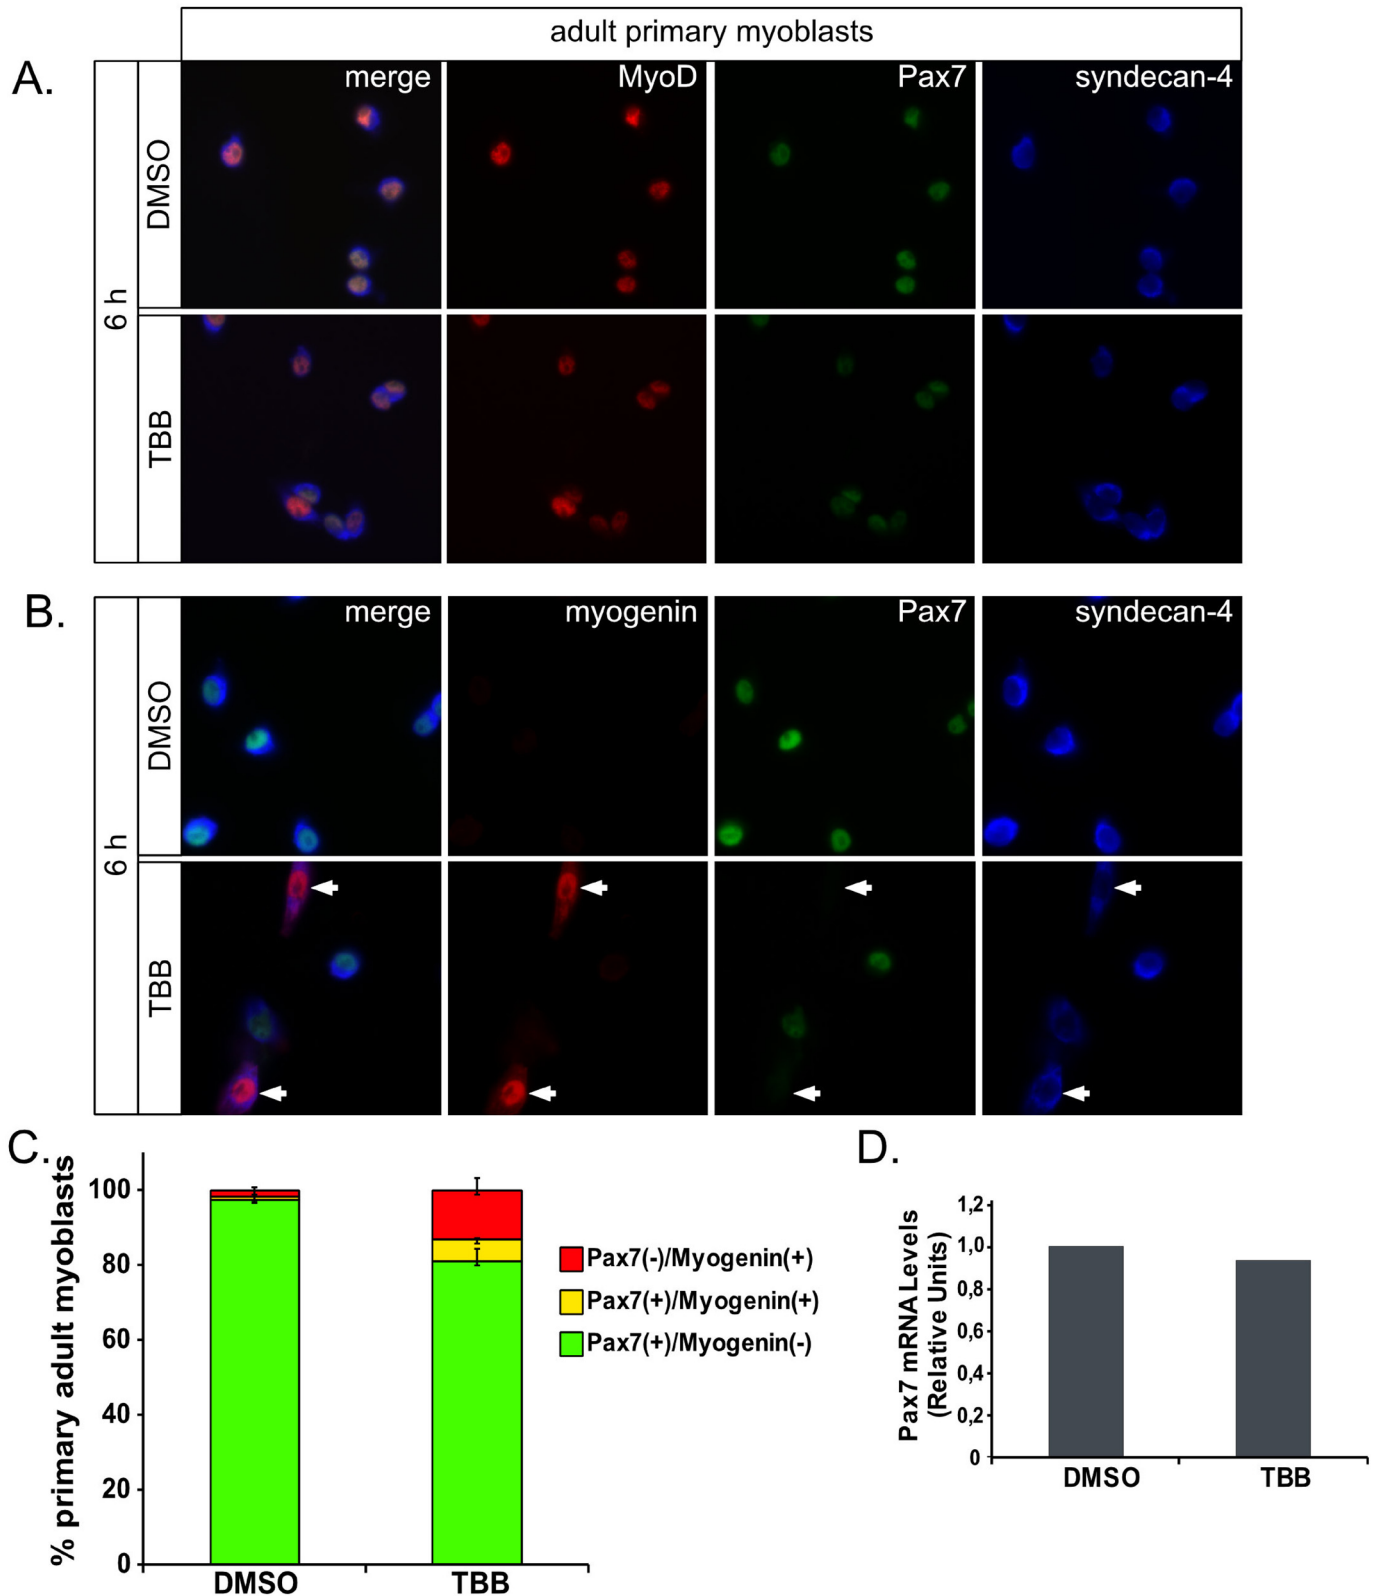 adult primary myoblasts
A.
merge MyoD Pax7 syndecan-4
6 h
DMSO
TBB
B.
merge myogenin Pax7 syndecan-4
6 h
DMSO
TBB
C.
% primary adult myoblasts
100
80
60
40
20
0
DMSO TBB
Pax7(-)/Myogenin(+)
Pax7(+)/Myogenin(+)
Pax7(+)/Myogenin(-)
D.
Pax7 mRNA Levels
(Relative Units)
1,2
1,0
0,8
0,6
0,4
0,2
0
DMSO TBB